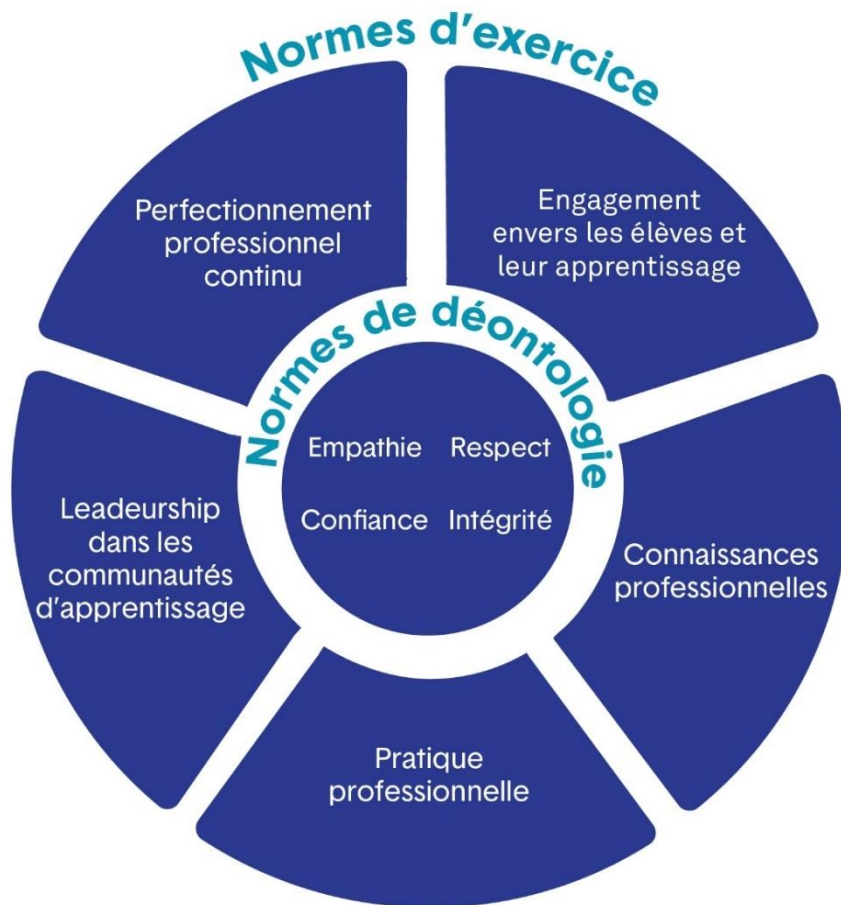 Normes d'exercice
Perfectionnement
professionnel
continu
Engagement
envers les élèves et
leur apprentissage
Normes de déontologie
Empathie Respect
Confiance Intégrité
Leadeurship
dans les
communautés
d'apprentissage
Connaissances
professionnelles
Pratique
professionnelle